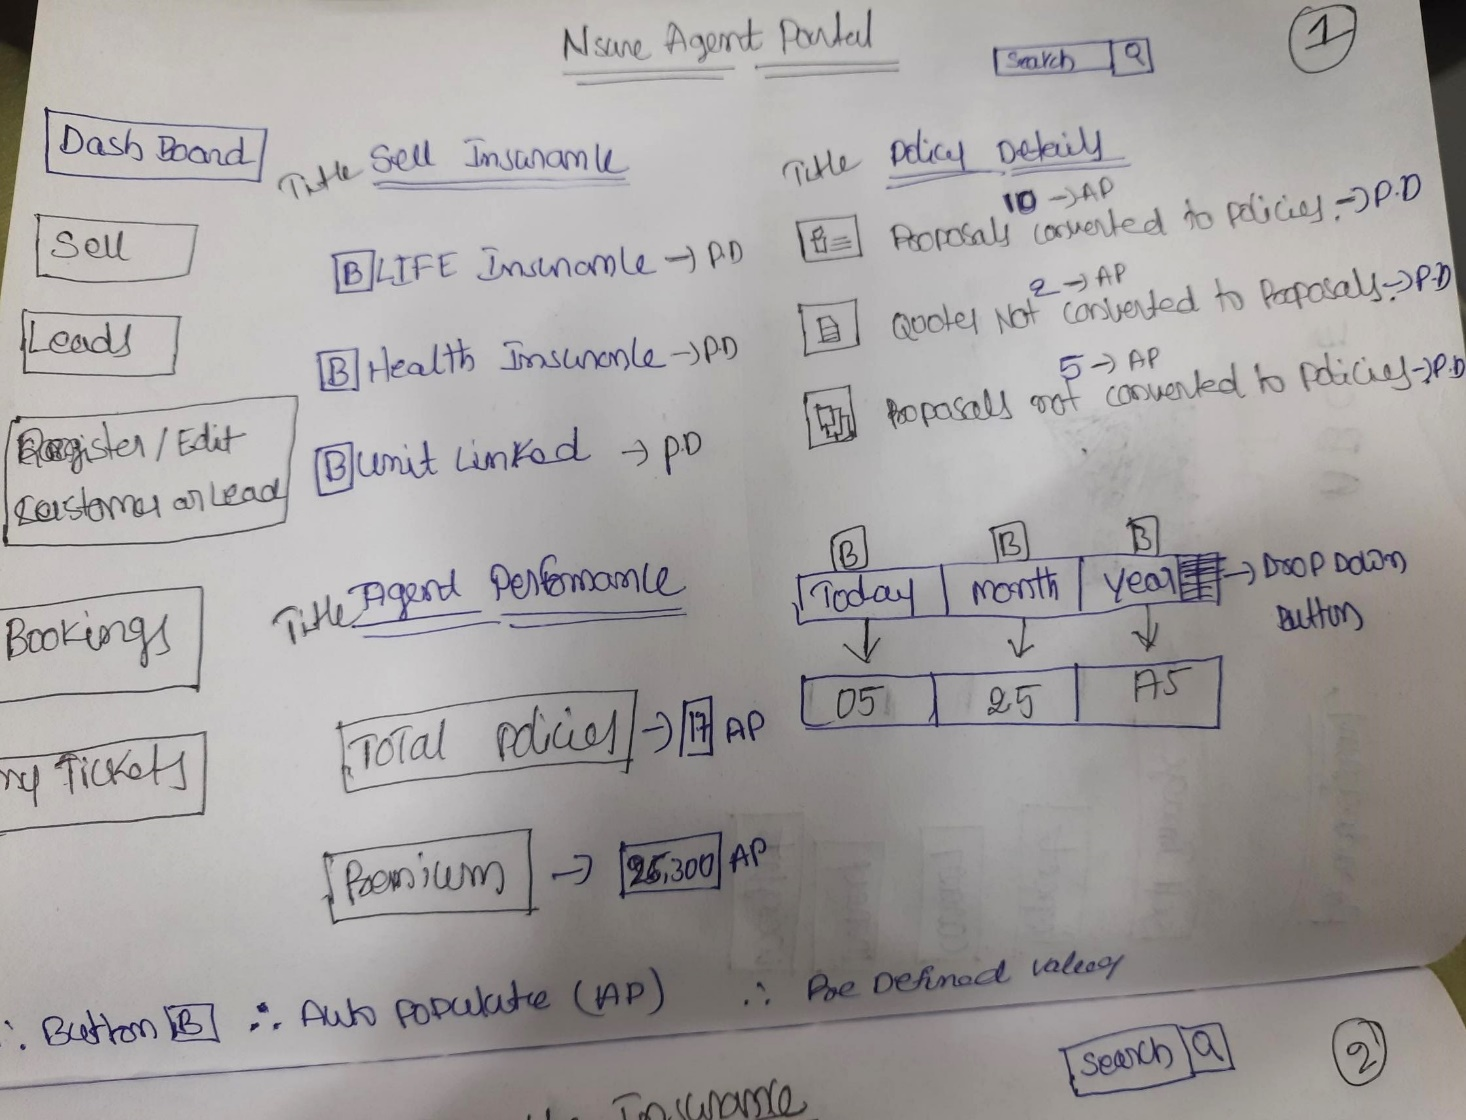 Nsure Agent Portal
Search Q
1
Dash Board
Sell
Leads
Register / Edit
Customer or Lead
Bookings
my Tickets
Title Sell Insurance
B LIFE Insurance → P.D
B Health Insurance → P.D
B Unit Linked → P.D
Title Policy Details
10 → AP
Proposals converted to policies. → P.D
2 → AP
Quotes Not converted to Proposals. → P.D
5 → AP
Proposals not converted to policies → P.D
Title Agent Performance
Total policies → 17 AP
Premium → 25,300 AP
B B B
Today month year → Drop Down
Button
05 25 A5
∴ Button B ∴ Auto Populate (AP) ∴ Pre Defined values
Search Q
2
Insurance